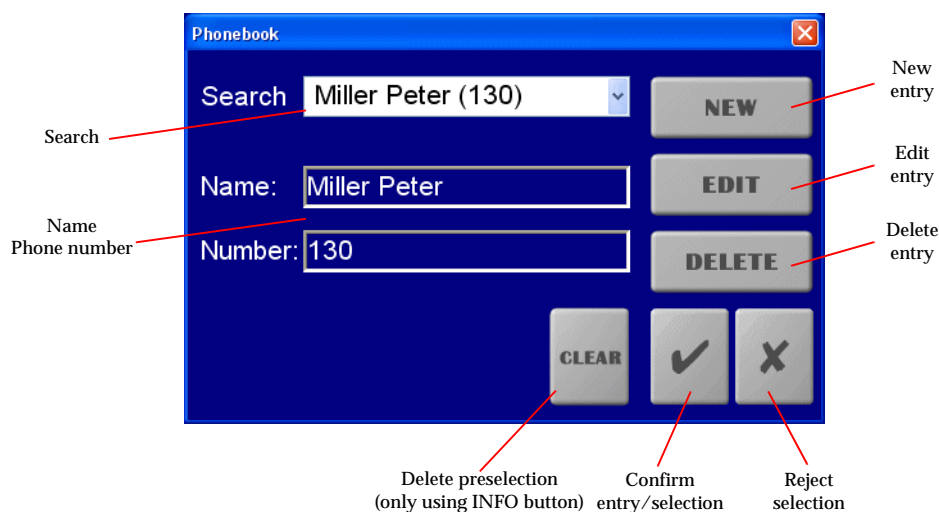 Phonebook
Search
Miller Peter (130)
NEW
New
entry
Search
Name:
Miller Peter
EDIT
Edit
entry
Name
Phone number
Number:
130
DELETE
Delete
entry
CLEAR
Delete preselection
(only using INFO button)
Confirm
entry/selection
Reject
selection